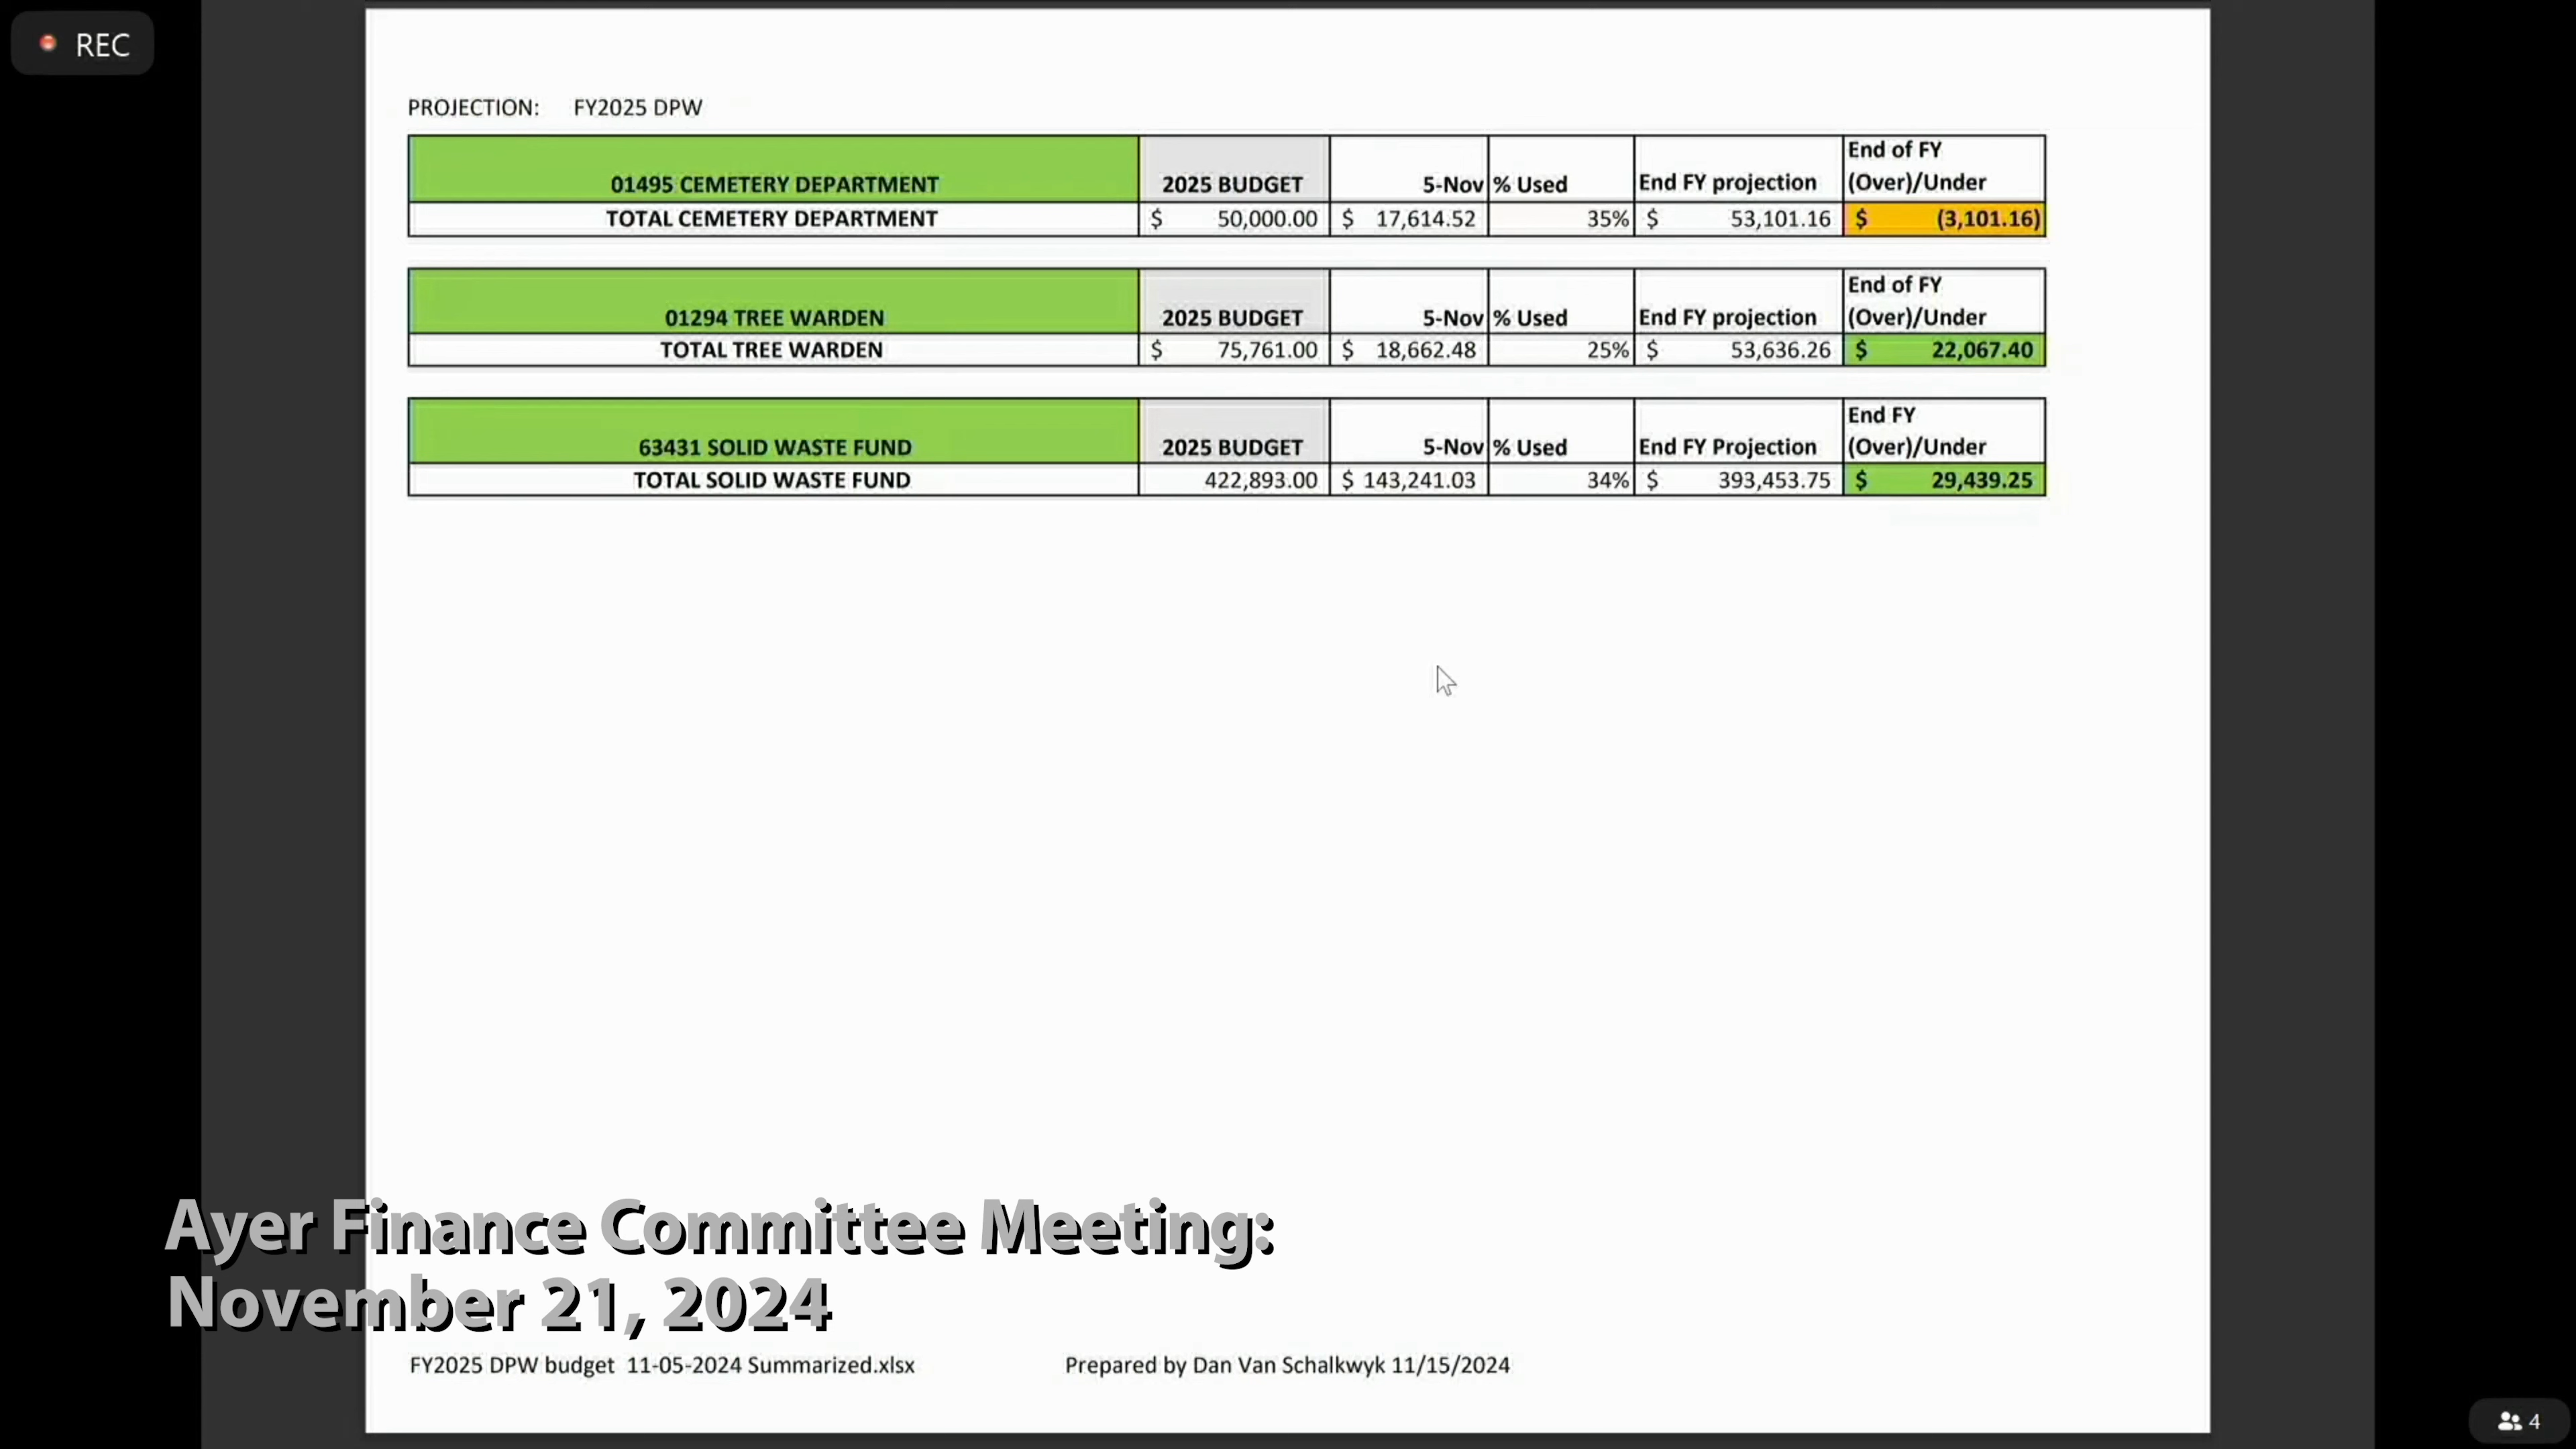 REC
PROJECTION: FY2025 DPW
01495 CEMETERY DEPARTMENT 2025 BUDGET 5-Nov % Used End FY projection End of FY (Over)/Under
TOTAL CEMETERY DEPARTMENT $ 50,000.00 $ 17,614.52 35% $ 53,101.16 $ (3,101.16)
01294 TREE WARDEN 2025 BUDGET 5-Nov % Used End FY projection End of FY (Over)/Under
TOTAL TREE WARDEN $ 75,761.00 $ 18,662.48 25% $ 53,636.26 $ 22,067.40
63431 SOLID WASTE FUND 2025 BUDGET 5-Nov % Used End FY Projection End FY (Over)/Under
TOTAL SOLID WASTE FUND 422,893.00 $ 143,241.03 34% $ 393,453.75 $ 29,439.25
Ayer Finance Committee Meeting:
November 21, 2024
FY2025 DPW budget 11-05-2024 Summarized.xlsx Prepared by Dan Van Schalkwyk 11/15/2024
4